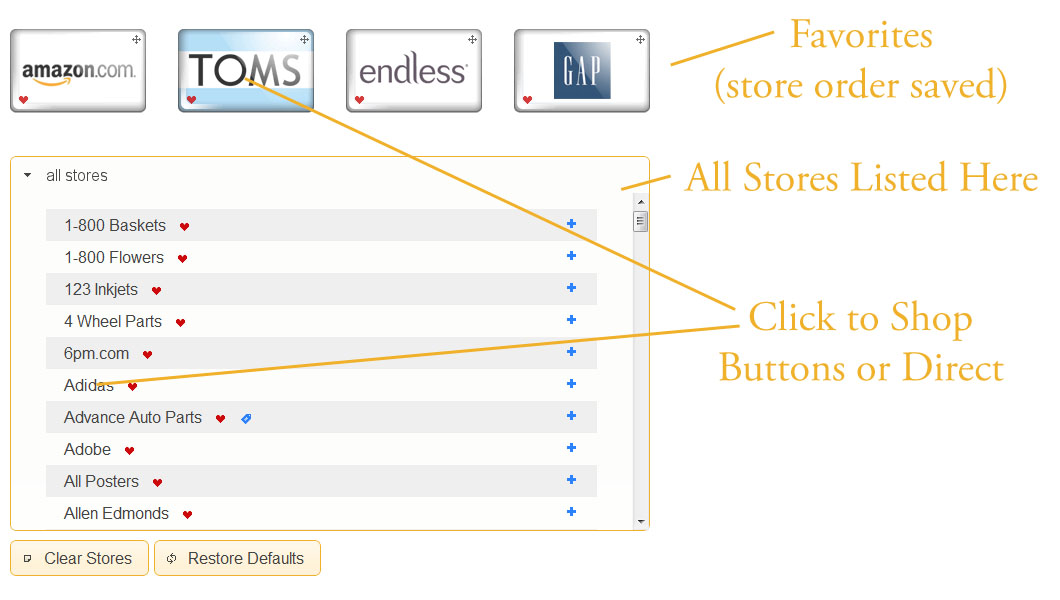 amazon.com.
TOMS
endless
GAP
Favorites
(store order saved)
all stores
All Stores Listed Here
1-800 Baskets
1-800 Flowers
123 Inkjets
4 Wheel Parts
6pm.com
Adidas
Advance Auto Parts
Adobe
All Posters
Allen Edmonds
Click to Shop
Buttons or Direct
Clear Stores
Restore Defaults